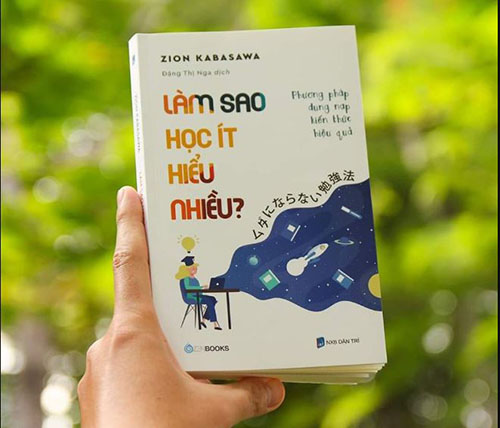 ZION KABASAWA
Đặng Thị Nga dịch
LÀM SAO
HỌC ÍT
HIỂU
NHIỀU?
Phương pháp
dung nạp
kiến thức
hiệu quả
ムダにならない勉強法
ZENBOOKS
NXB DÂN TRÍ